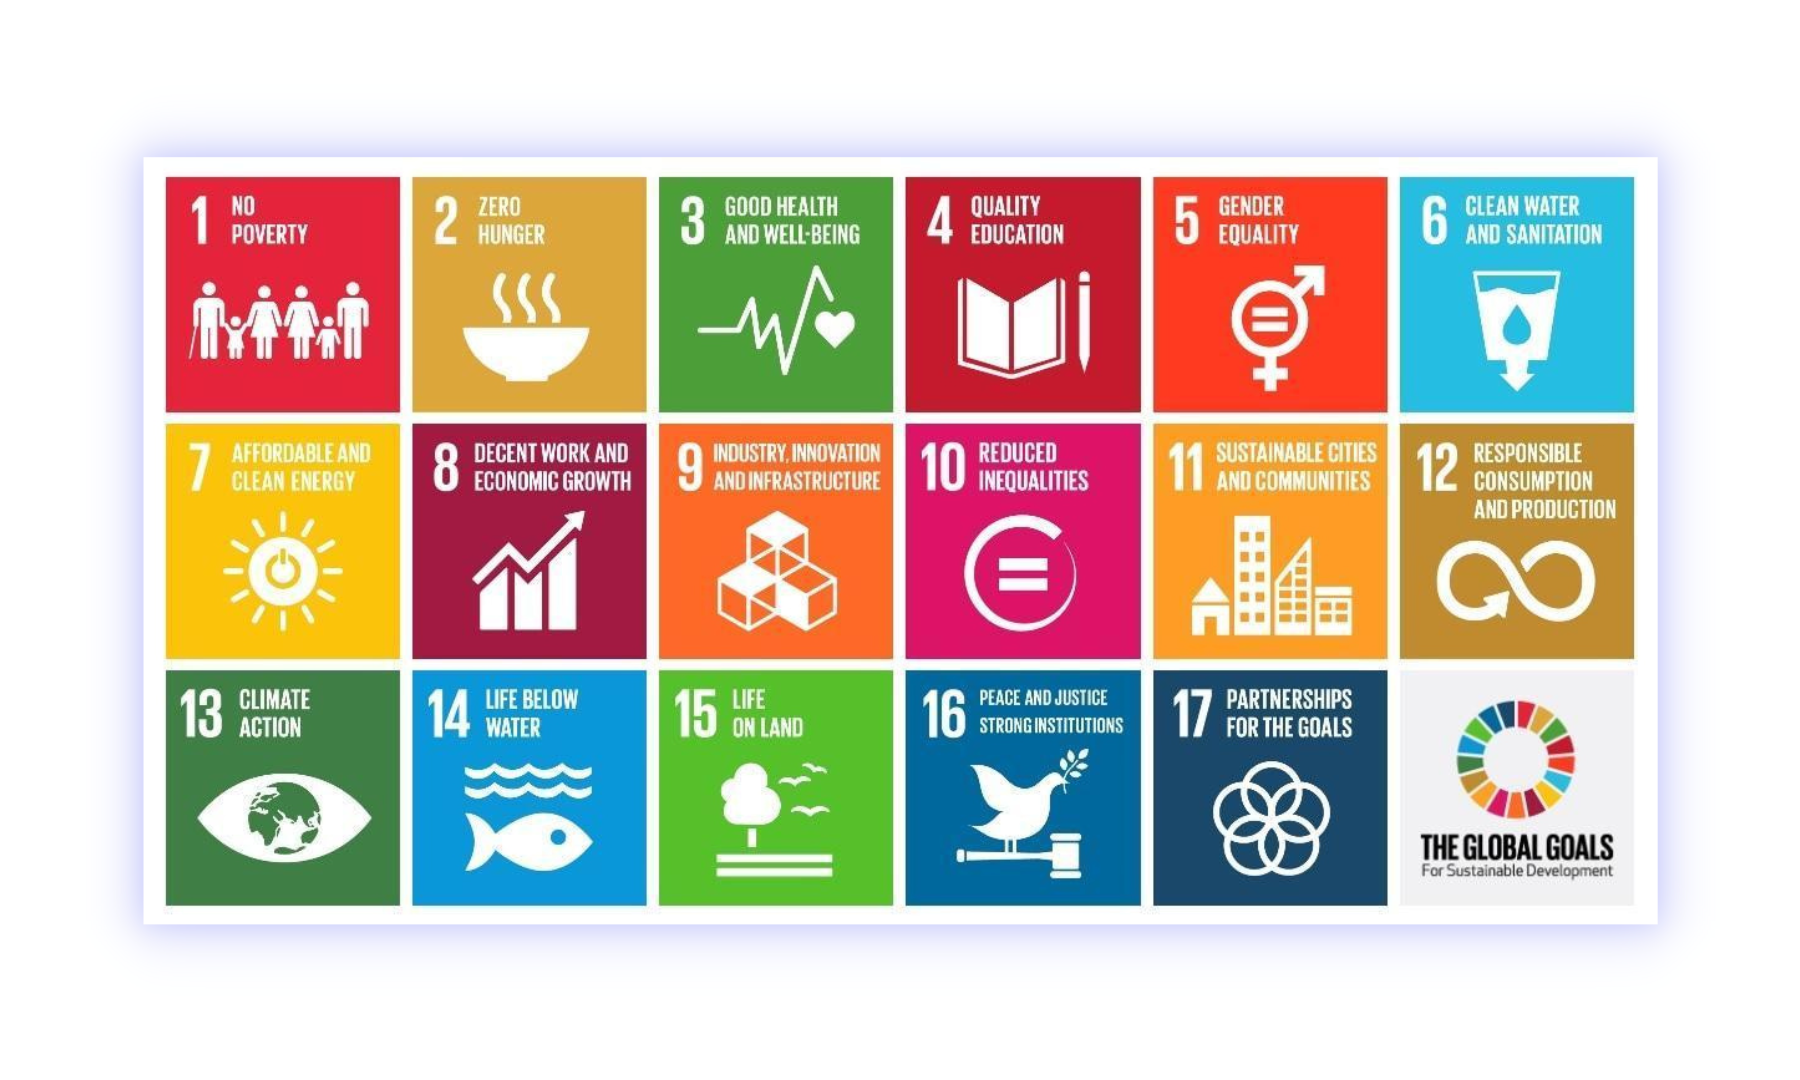 1 NO
POVERTY
2 ZERO
HUNGER
3 GOOD HEALTH
AND WELL-BEING
4 QUALITY
EDUCATION
5 GENDER
EQUALITY
6 CLEAN WATER
AND SANITATION
7 AFFORDABLE AND
CLEAN ENERGY
8 DECENT WORK AND
ECONOMIC GROWTH
9 INDUSTRY, INNOVATION
AND INFRASTRUCTURE
10 REDUCED
INEQUALITIES
11 SUSTAINABLE CITIES
AND COMMUNITIES
12 RESPONSIBLE
CONSUMPTION
AND PRODUCTION
13 CLIMATE
ACTION
14 LIFE BELOW
WATER
15 LIFE
ON LAND
16 PEACE AND JUSTICE
STRONG INSTITUTIONS
17 PARTNERSHIPS
FOR THE GOALS
THE GLOBAL GOALS
For Sustainable Development